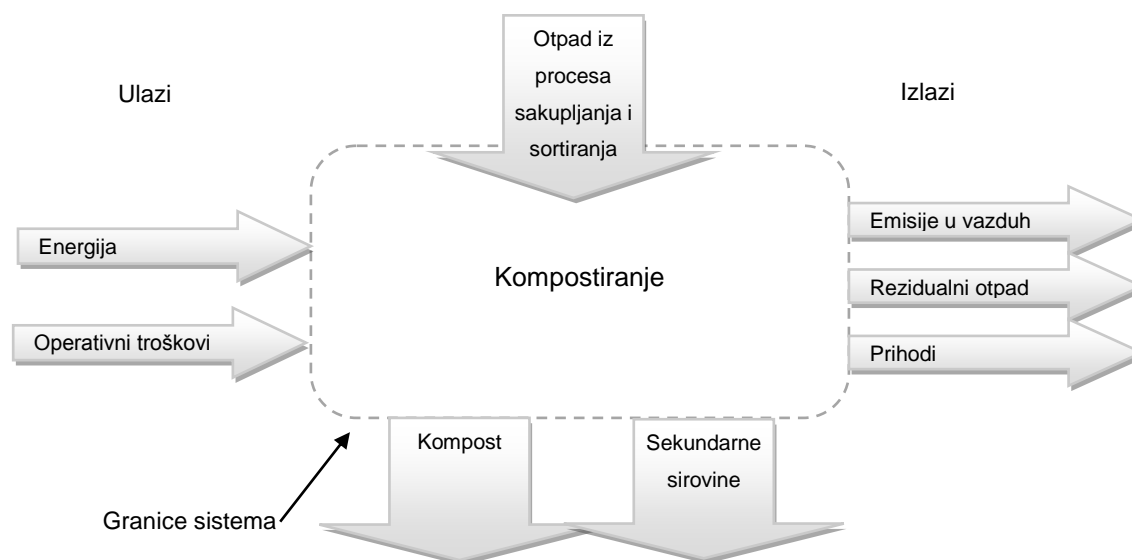 Otpad iz
procesa
sakupljanja i
sortiranja
Ulazi
Izlazi
Energija
Operativni troškovi
Kompostiranje
Emisije u vazduh
Rezidualni otpad
Prihodi
Kompost
Sekundarne
sirovine
Granice sistema